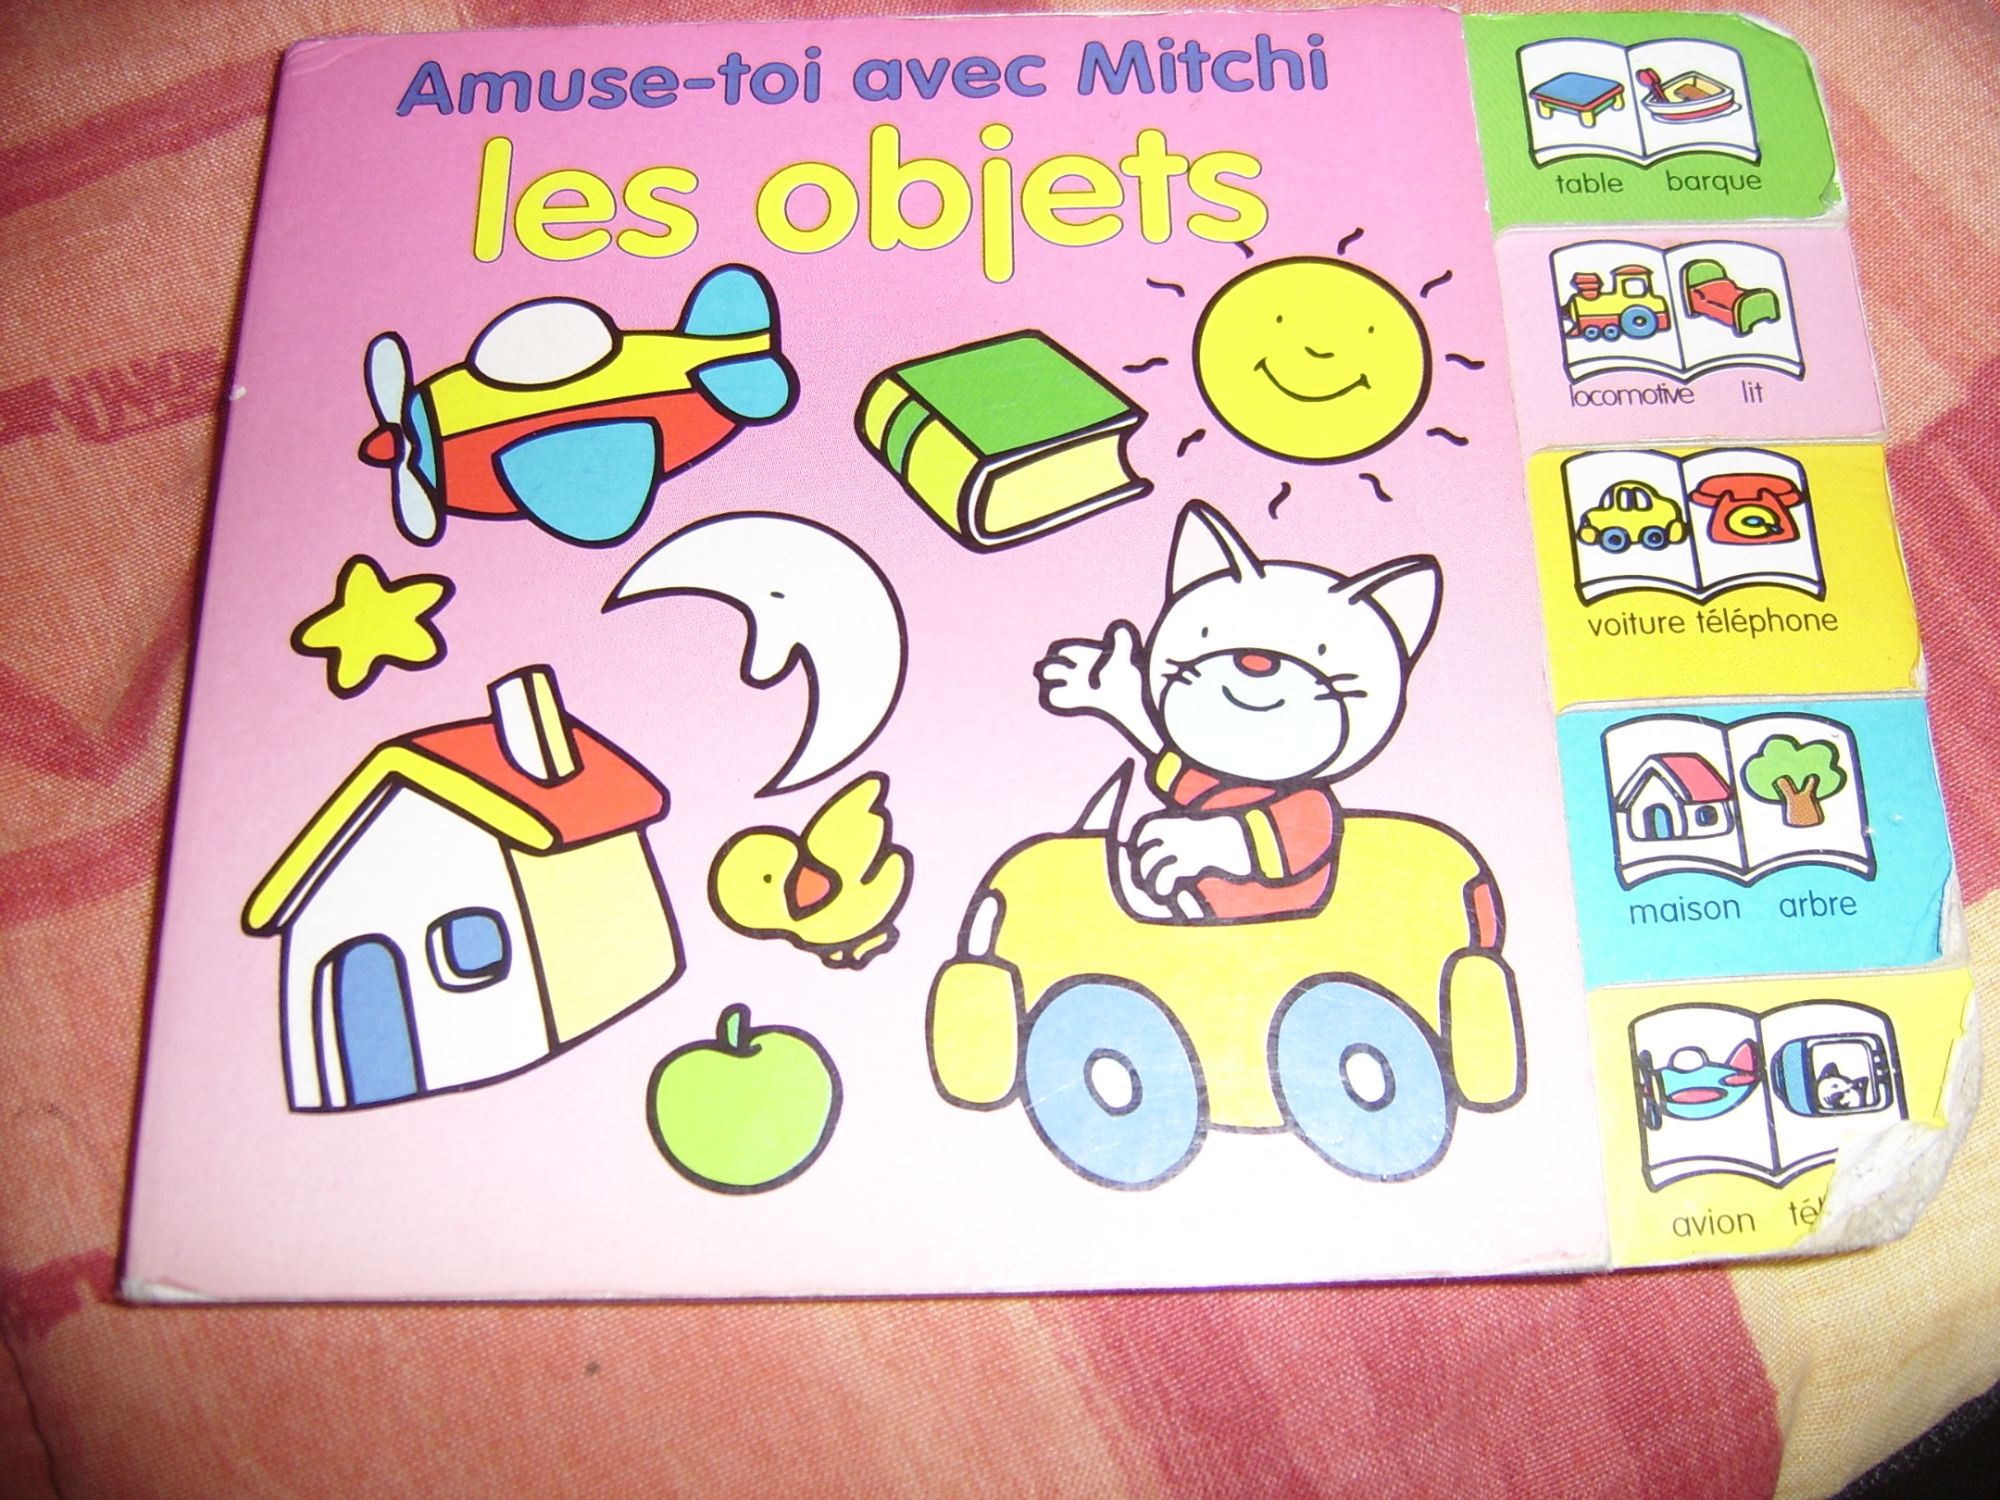 Amuse-toi avec Mitchi
les objets
table barque
locomotive lit
voiture téléphone
maison arbre
avion